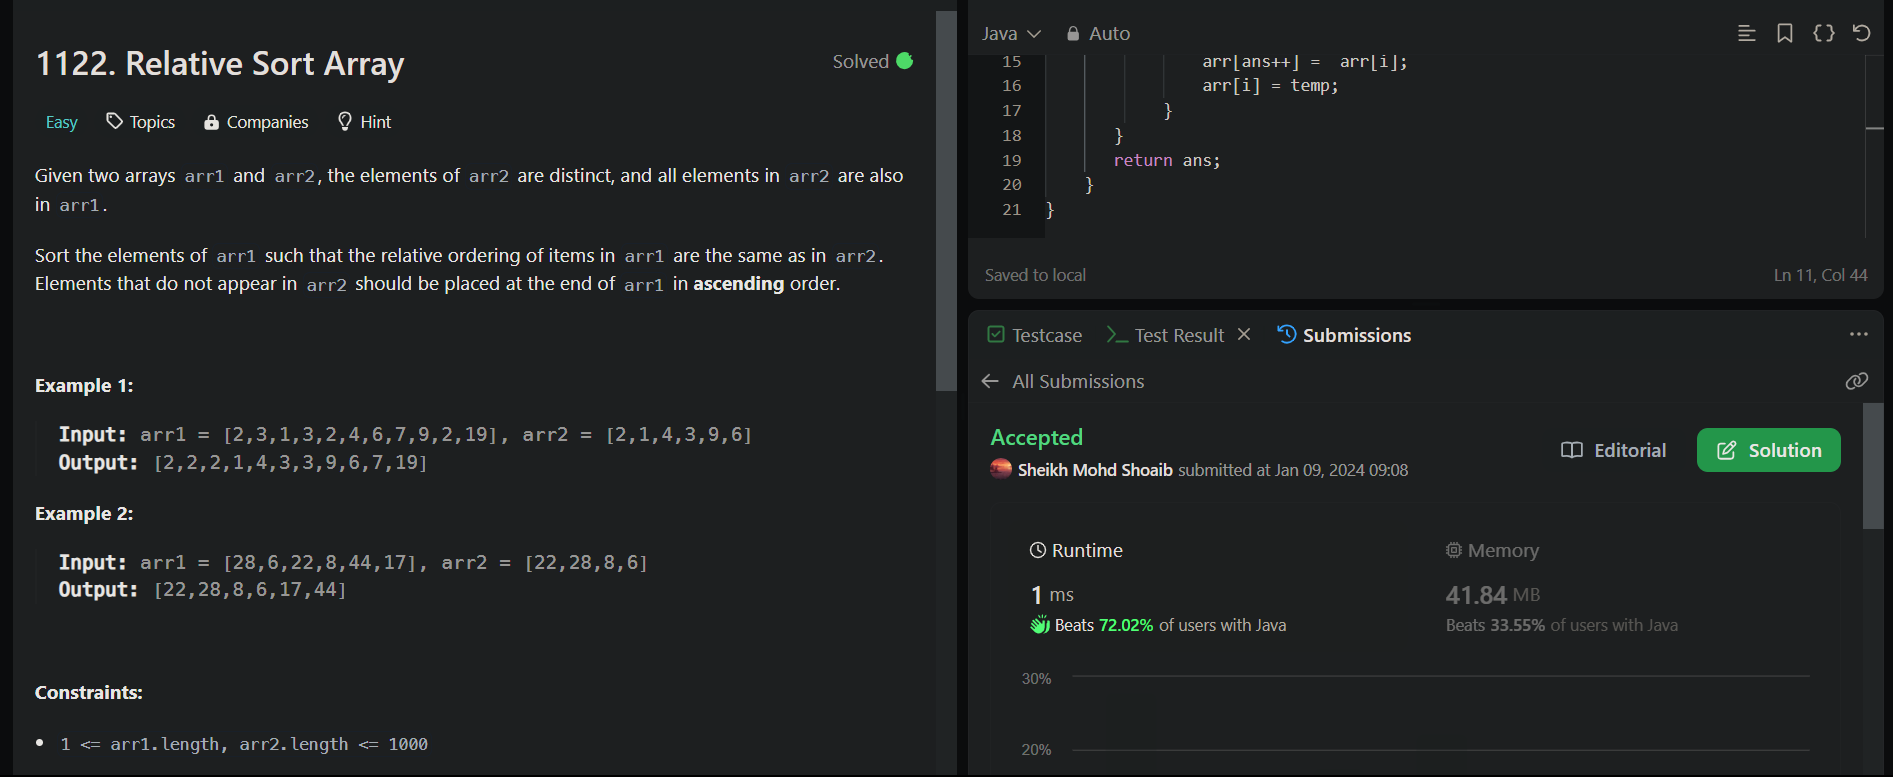 1122. Relative Sort Array
Solved
Easy Topics Companies Hint
Given two arrays arr1 and arr2, the elements of arr2 are distinct, and all elements in arr2 are also
in arr1.
Sort the elements of arr1 such that the relative ordering of items in arr1 are the same as in arr2.
Elements that do not appear in arr2 should be placed at the end of arr1 in ascending order.
Example 1:
Input: arr1 = [2,3,1,3,2,4,6,7,9,2,19], arr2 = [2,1,4,3,9,6]
Output: [2,2,2,1,4,3,3,9,6,7,19]
Example 2:
Input: arr1 = [28,6,22,8,44,17], arr2 = [22,28,8,6]
Output: [22,28,8,6,17,44]
Constraints:
• 1 <= arr1.length, arr2.length <= 1000
Java Auto
15 arr[ans++] =  arr[i];
16 arr[i] = temp;
17 }
18 }
19 return ans;
20 }
21 }
Saved to local
Ln 11, Col 44
Testcase Test Result Submissions
All Submissions
Accepted
Sheikh Mohd Shoaib submitted at Jan 09, 2024 09:08
Editorial Solution
Runtime
1 ms
Beats 72.02% of users with Java
Memory
41.84 MB
Beats 33.55% of users with Java
30%
20%